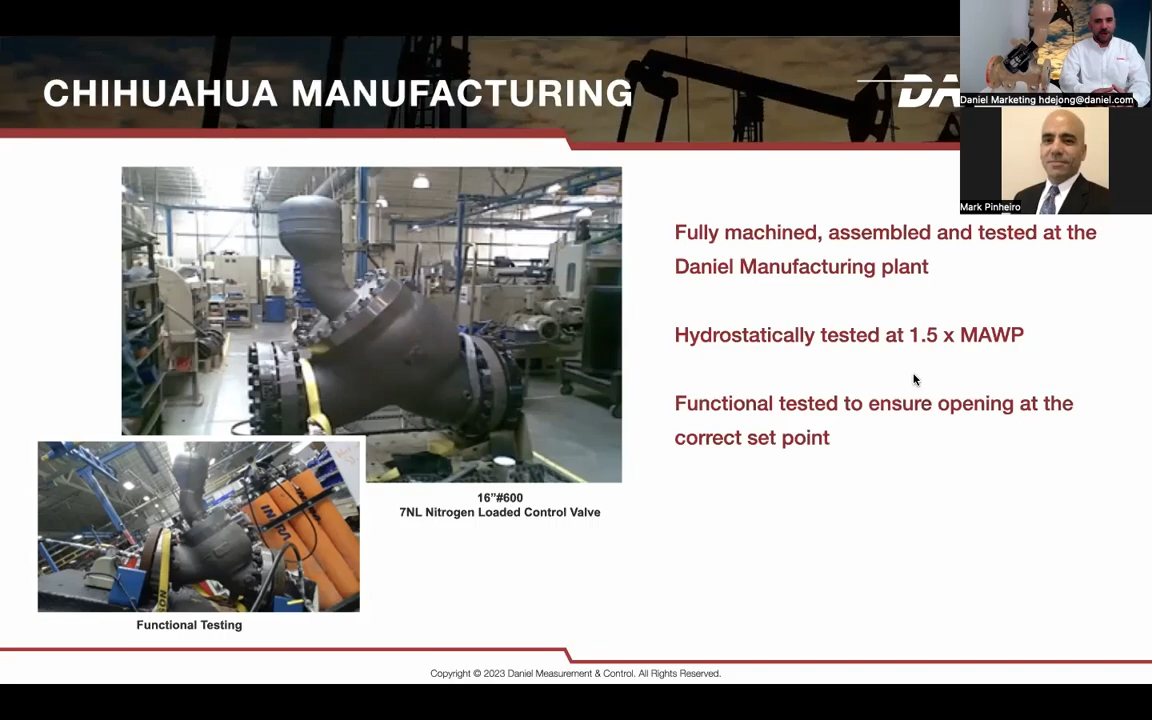 CHIHUAHUA MANUFACTURING
DA
Daniel Marketing hdejong@daniel.com
Mark Pinheiro
Fully machined, assembled and tested at the
Daniel Manufacturing plant
Hydrostatically tested at 1.5 x MAWP
Functional tested to ensure opening at the
correct set point
16”#600
7NL Nitrogen Loaded Control Valve
Functional Testing
Copyright © 2023 Daniel Measurement & Control. All Rights Reserved.